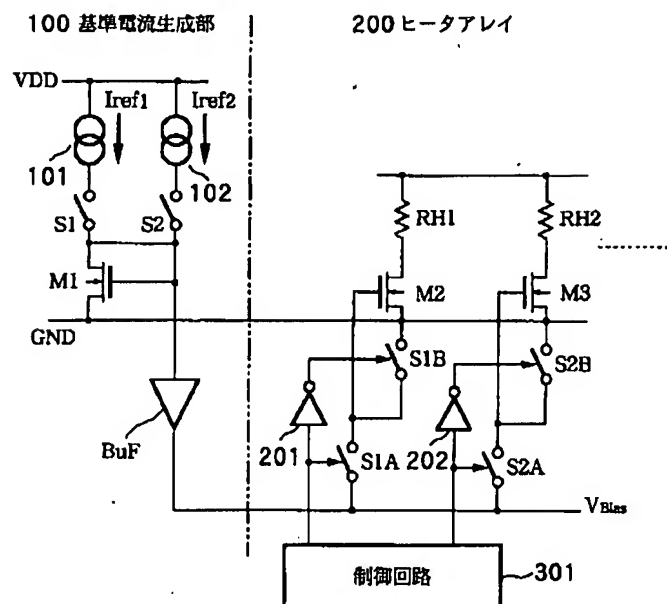 100 基準電流生成部
200 ヒータアレイ
VDD
Iref1
Iref2
101
102
S1
S2
RH1
RH2
M1
M2
M3
GND
S1B
S2B
BuF
201
S1A
202
S2A
VBias
制御回路
301